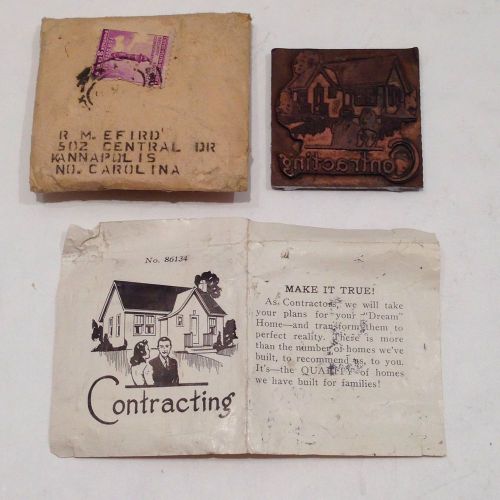 R. M. EFIRD
502 CENTRAL DR
KANNAPOLIS
NO. CAROLINA
Contracting
No. 86134
Contracting
MAKE IT TRUE!
As Contractors, we will take
your plans for your "Dream"
Home—and transform them to
perfect reality. There is more
than the number of homes we've
built, to recommend us, to you.
It's—the QUALITY of homes
we have built for families!